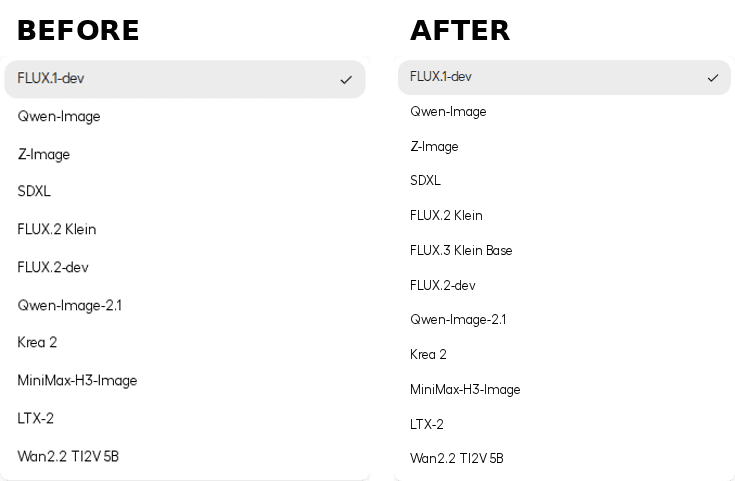 BEFORE
FLUX.1-dev
Qwen-Image
Z-Image
SDXL
FLUX.2 Klein
FLUX.2-dev
Qwen-Image-2.1
Krea 2
MiniMax-H3-Image
LTX-2
Wan2.2 TI2V 5B
AFTER
FLUX.1-dev
Qwen-Image
Z-Image
SDXL
FLUX.2 Klein
FLUX.3 Klein Base
FLUX.2-dev
Qwen-Image-2.1
Krea 2
MiniMax-H3-Image
LTX-2
Wan2.2 TI2V 5B